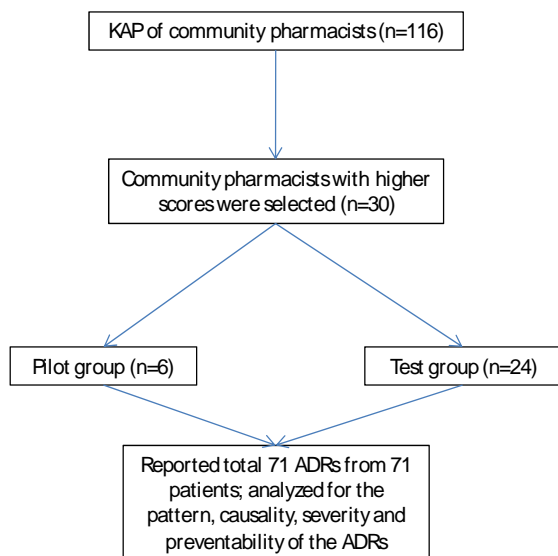 KAP of community pharmacists (n=116)
Community pharmacists with higher
scores were selected (n=30)
Pilot group (n=6)
Test group (n=24)
Reported total 71 ADRs from 71
patients; analyzed for the
pattern, causality, severity and
preventability of the ADRs